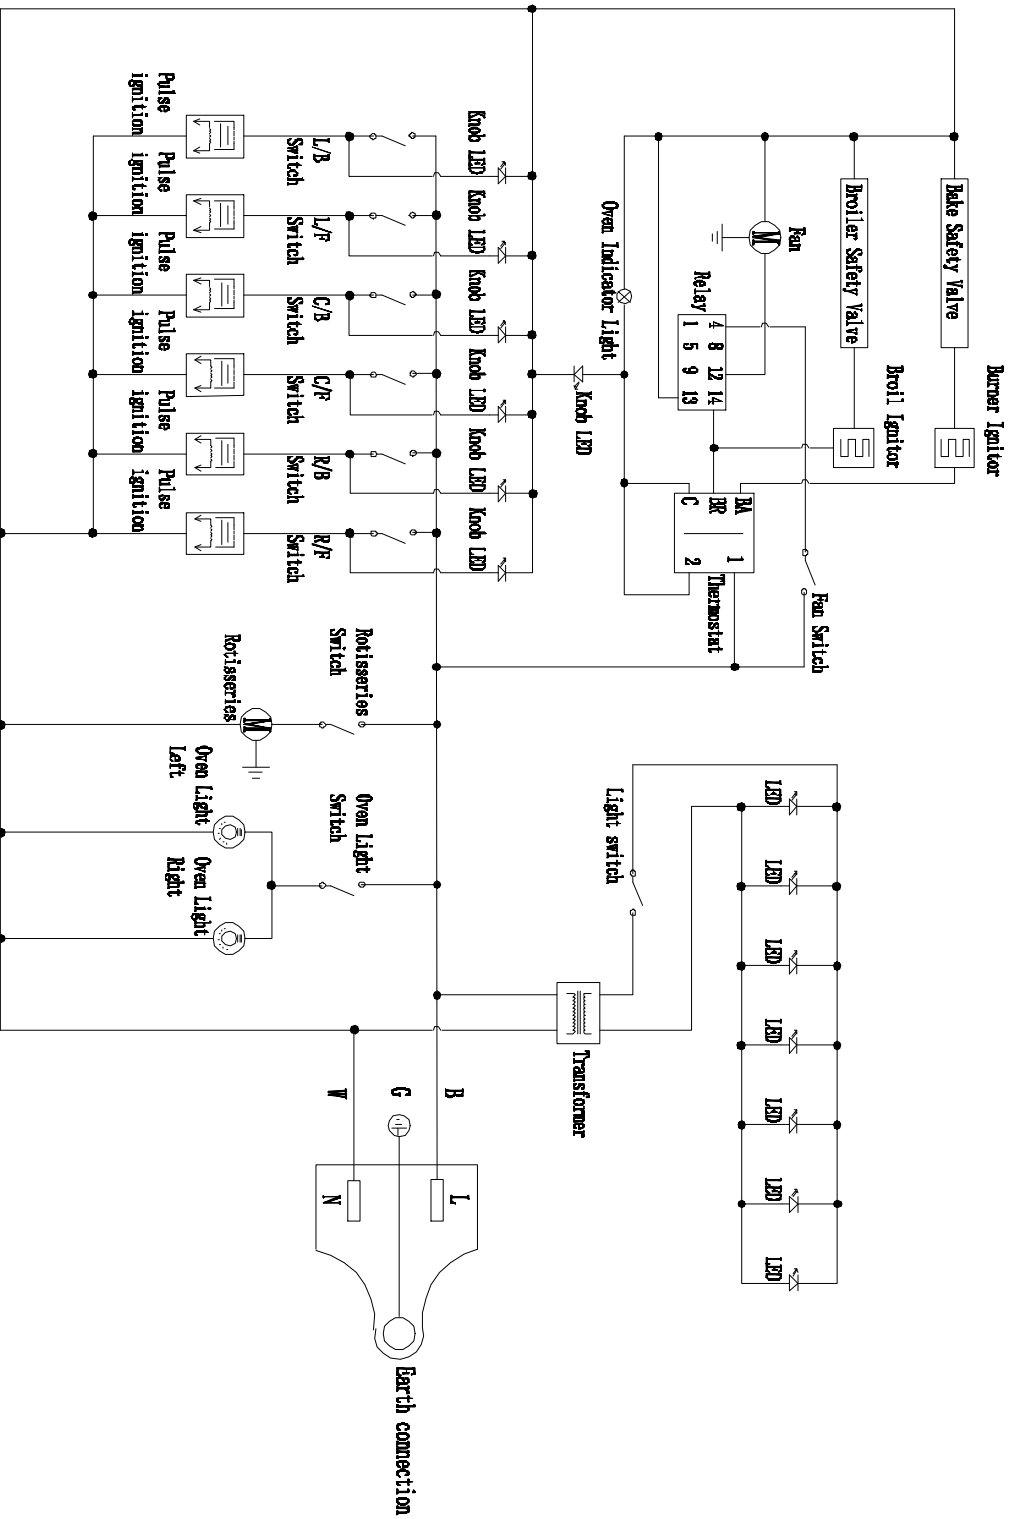 Burner Ignitor
Bake Safety Valve
Broil Ignitor
Broiler Safety Valve
Fan Switch
Fan
LED
LED
LED
LED
LED
LED
LED
BA
1
BR
C
2
Thermostat
4 8 12 14
1 5 9 13
Relay
Oven Indicator Light
Light switch
Knob LED
Transformer
Knob LED
Knob LED
Knob LED
Knob LED
Knob LED
Knob LED
B
L
G
Earth connection
W
N
Rotisseries
Switch
Oven Light
Switch
L/B
Switch
L/F
Switch
C/B
Switch
C/F
Switch
R/B
Switch
R/F
Switch
Rotisseries
Oven Light
Left
Oven Light
Right
Pulse
ignition
Pulse
ignition
Pulse
ignition
Pulse
ignition
Pulse
ignition
Pulse
ignition
M
M